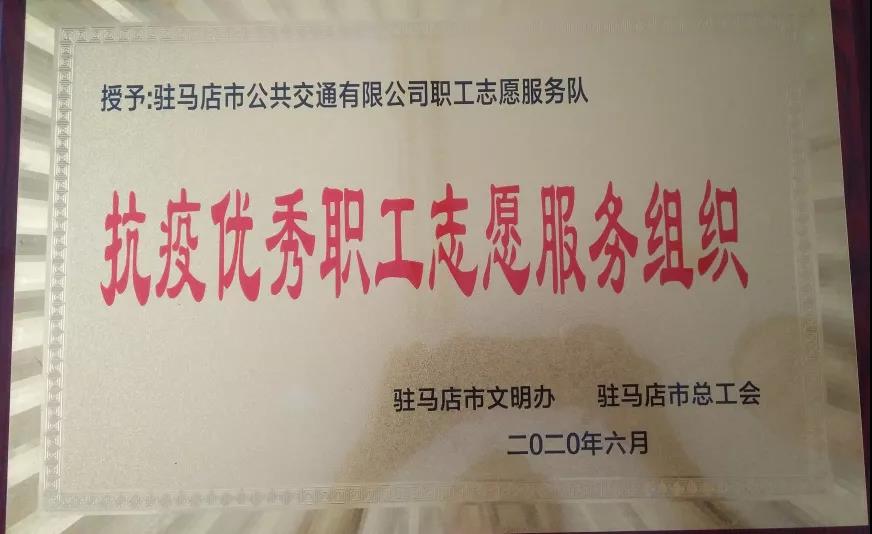 授予:驻马店市公共交通有限公司职工志愿服务队
抗疫优秀职工志愿服务组织
驻马店市文明办 驻马店市总工会
二0二0年六月